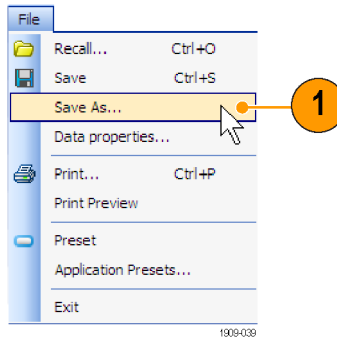 File
Recall... Ctrl+O
Save Ctrl+S
Save As...
1
Data properties...
Print... Ctrl+P
Print Preview
Preset
Application Presets...
Exit
1909-039